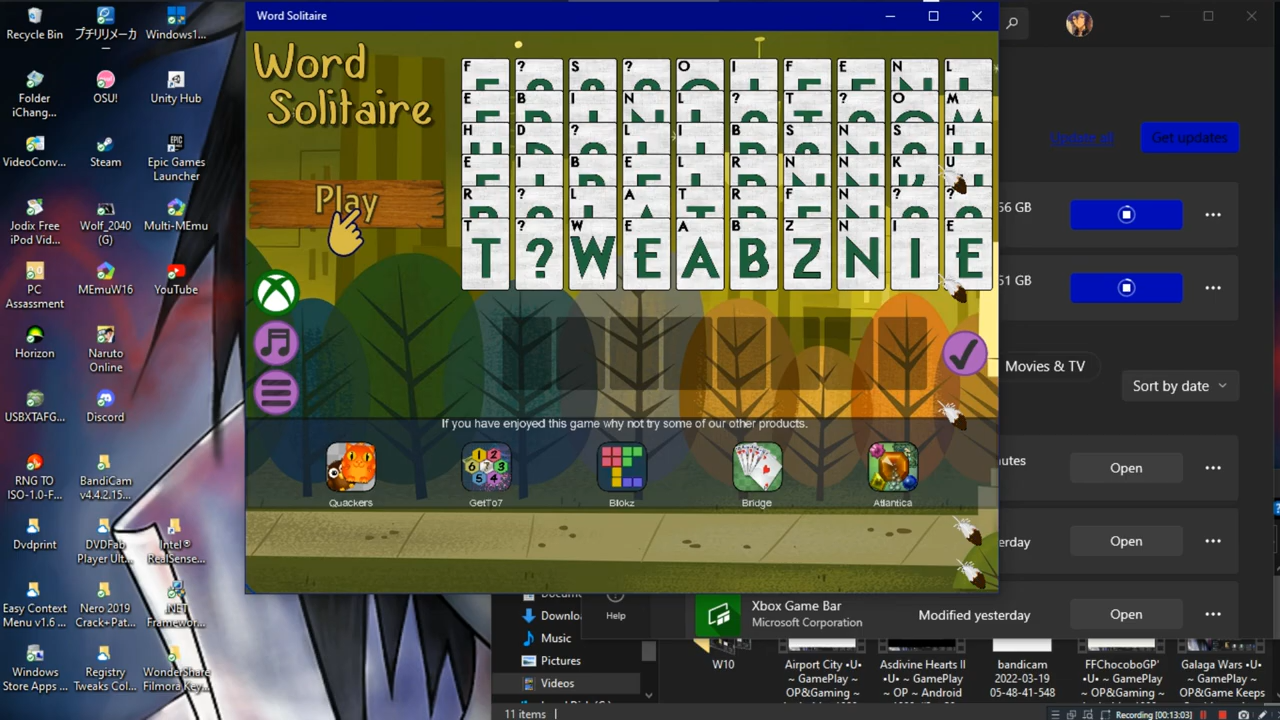 Recycle Bin
プチリメーカ
ー
Windows1...
Folder
iChang...
OSU!
Unity Hub
VideoConv...
Steam
Epic Games
Launcher
Jodix Free
iPod Vid...
Wolf_2040
(G)
Multi-MEmu
PC
Assasment
MEmuW16
YouTube
Horizon
Naruto
Online
USBXTAFG...
Discord
RNG TO
ISO-1.0-F...
BandiCam
v4.4.2.15...
Dvdprint
DVDFab
Player Ult...
Intel®
RealSense...
Easy Context
Menu v1.6 ...
Nero 2019
Crack+Pat...
.NET
Framewor...
Windows
Store Apps ...
Registry
Tweaks Col...
WonderShare
Filmora Key...
Word Solitaire
Word
Solitaire
Play
F ? S ? O I F E N L
E B I N L ? T ? O M
H D ? L I B S N S H
E I B E L R N N K U
R ? L A T R F N ? ?
T ? W E A B Z N I E
T ? W E A B Z N I E
If you have enjoyed this game why not try some of our other products.
Quackers
GetTo7
Blokz
Bridge
Atlantica
Update all
Get updates
GB
51 GB
Movies & TV
Sort by date
Open
Open
Xbox Game Bar
Microsoft Corporation
Modified yesterday
Open
Help
Music
Pictures
Videos
11 items
W10
Airport City •U•
~ GamePlay ~
OP&Gaming ~
Asdivine Hearts II
•U• ~ GamePlay
~ OP ~ Android
bandicam
2022-03-19
05-48-41-548
FFChocoboGP'
~ GamePlay ~
OP&Gaming ~
Galaga Wars •U•
~ GamePlay ~
OP&Game Keeps
Recording [00:13:03]